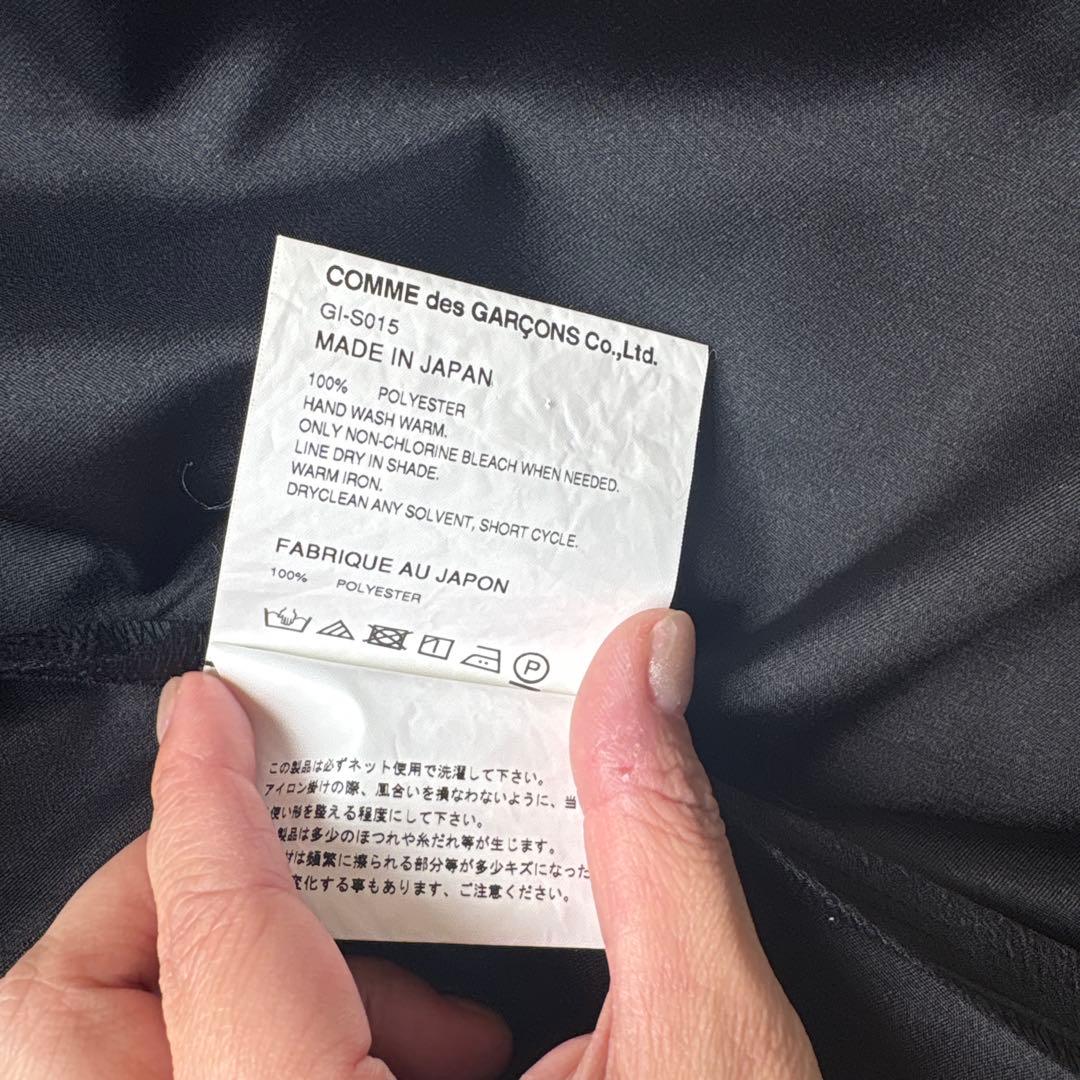 COMME des GARÇONS Co.,Ltd.
GI-S015
MADE IN JAPAN
100% POLYESTER
HAND WASH WARM.
ONLY NON-CHLORINE BLEACH WHEN NEEDED.
LINE DRY IN SHADE.
WARM IRON.
DRYCLEAN ANY SOLVENT, SHORT CYCLE.
FABRIQUE AU JAPON
100% POLYESTER
P
この製品は必ずネット使用で洗濯して下さい。
アイロン掛けの際、風合いを損なわないように、当
使い形を整える程度にして下さい。
製品は多少のほつれや糸だれ等が生じます。
は頻繁に擦られる部分等が多少キズになった
変化する事もあります、ご注意ください。